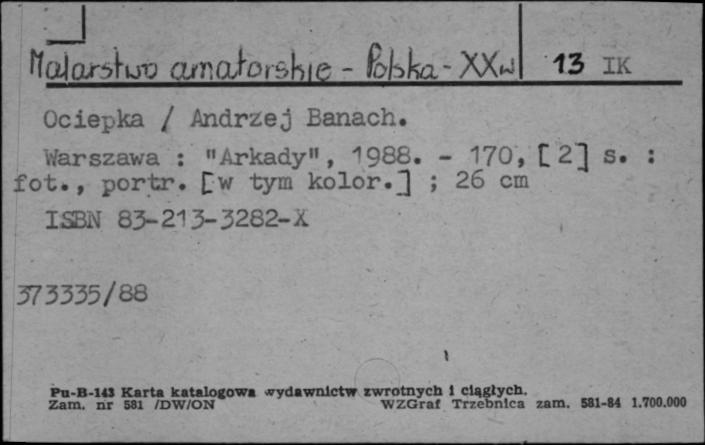 Malarstwo amatorskie - Polska - XXw 13 IK
Ociepka / Andrzej Banach.
Warszawa : "Arkady", 1988. - 170, [2] s. :
fot., portr. [w tym kolor.] ; 26 cm
ISBN 83-213-3282-X
373335/88
Pu-B-143 Karta katalogowa wydawnictw zwrotnych i ciągłych.
Zam. nr 581 /DW/ON WZGraf Trzebnica zam. 581-84 1.700.000